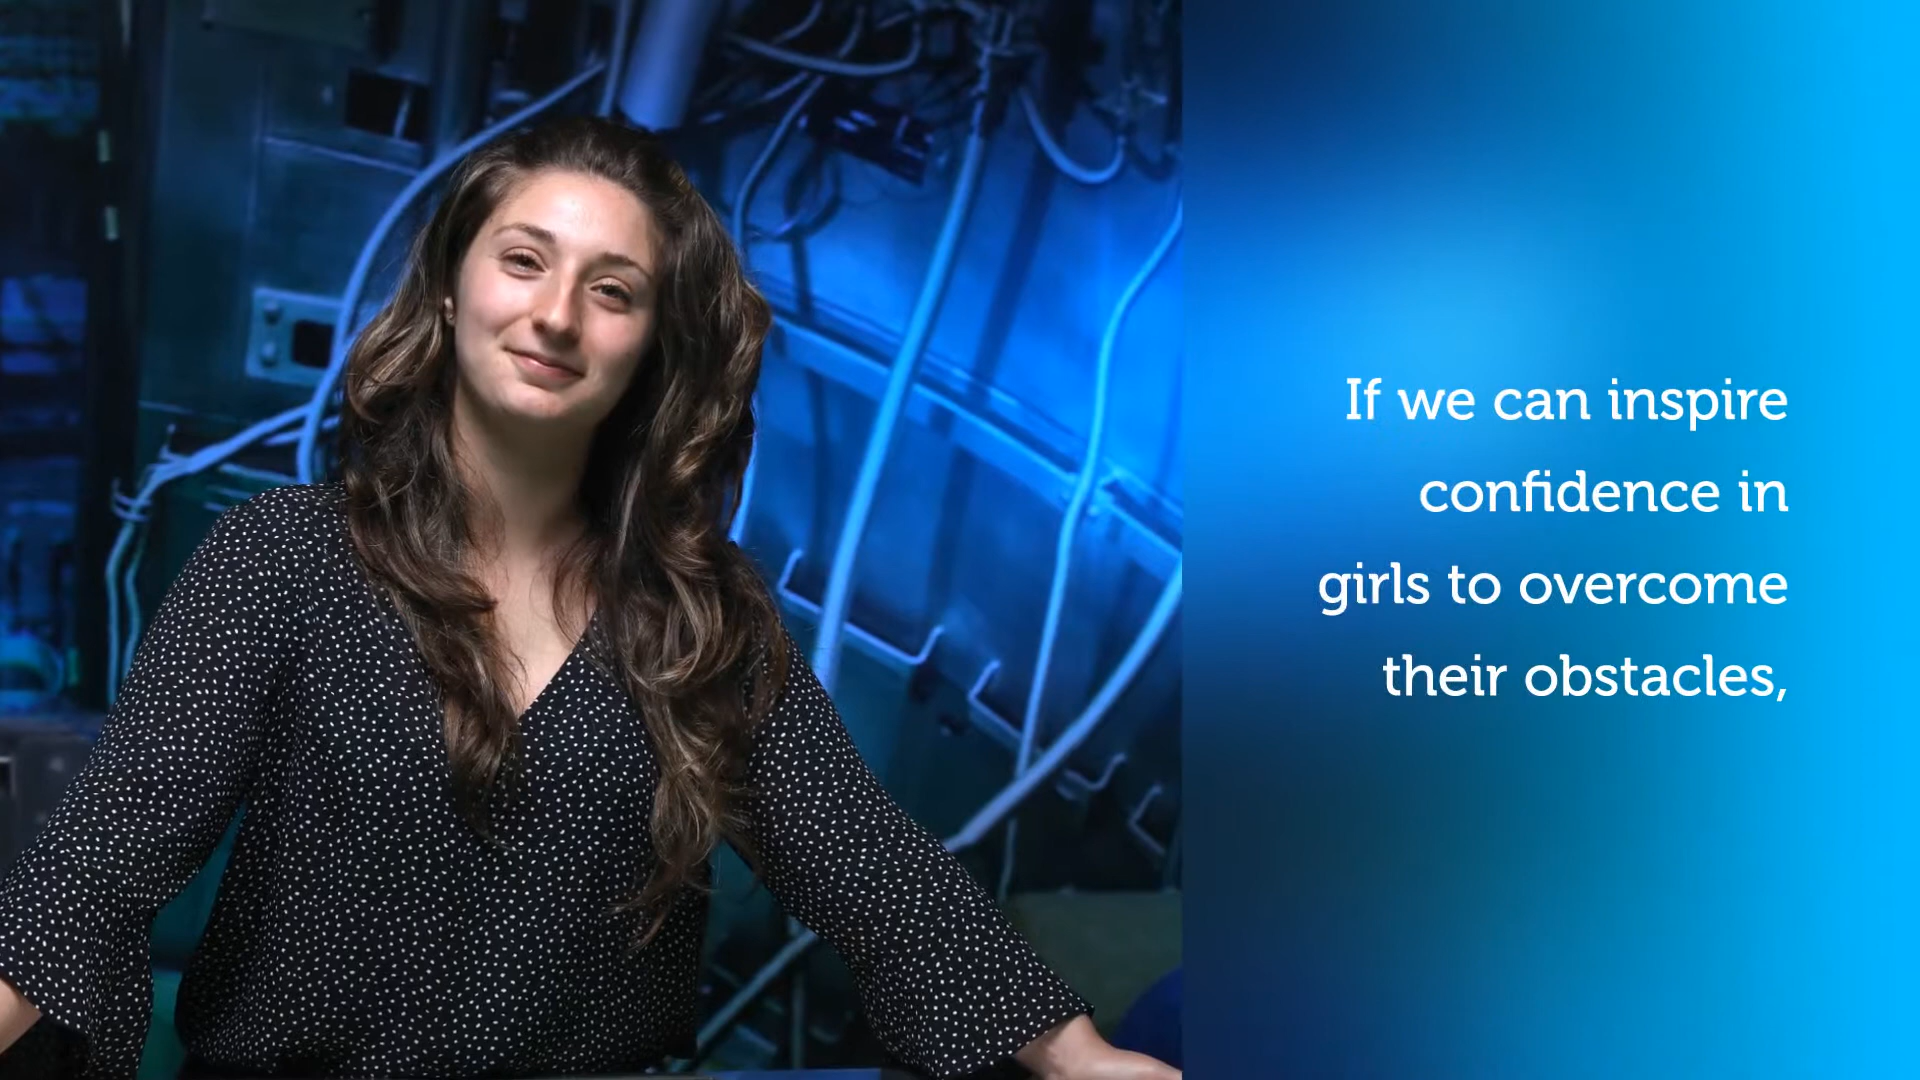 If we can inspire
confidence in
girls to overcome
their obstacles,